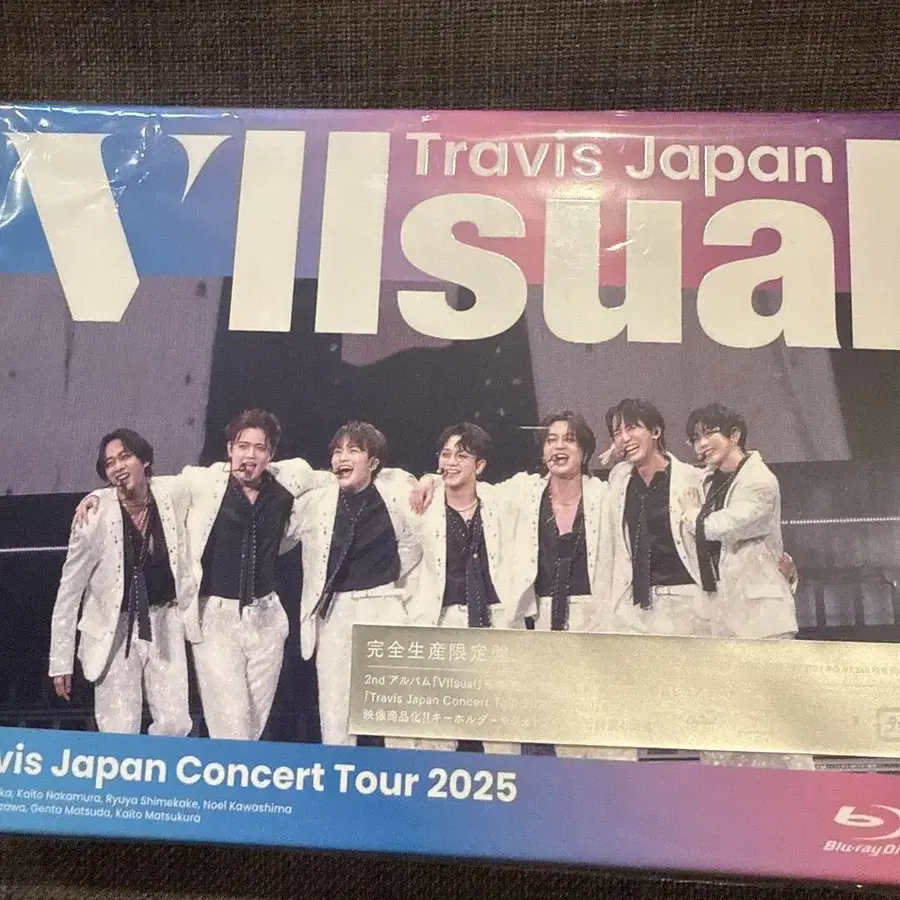 Travis Japan
VIIsual
完全生産限定盤
2nd アルバム「VIIsual」
「Travis Japan Concert Tour
映像商品化!!キーホルダー
vis Japan Concert Tour 2025
ka, Kaito Nakamura, Ryuya Shimekake, Noel Kawashima
zawa, Genta Matsuda, Kaito Matsukura
Blu-ray Di